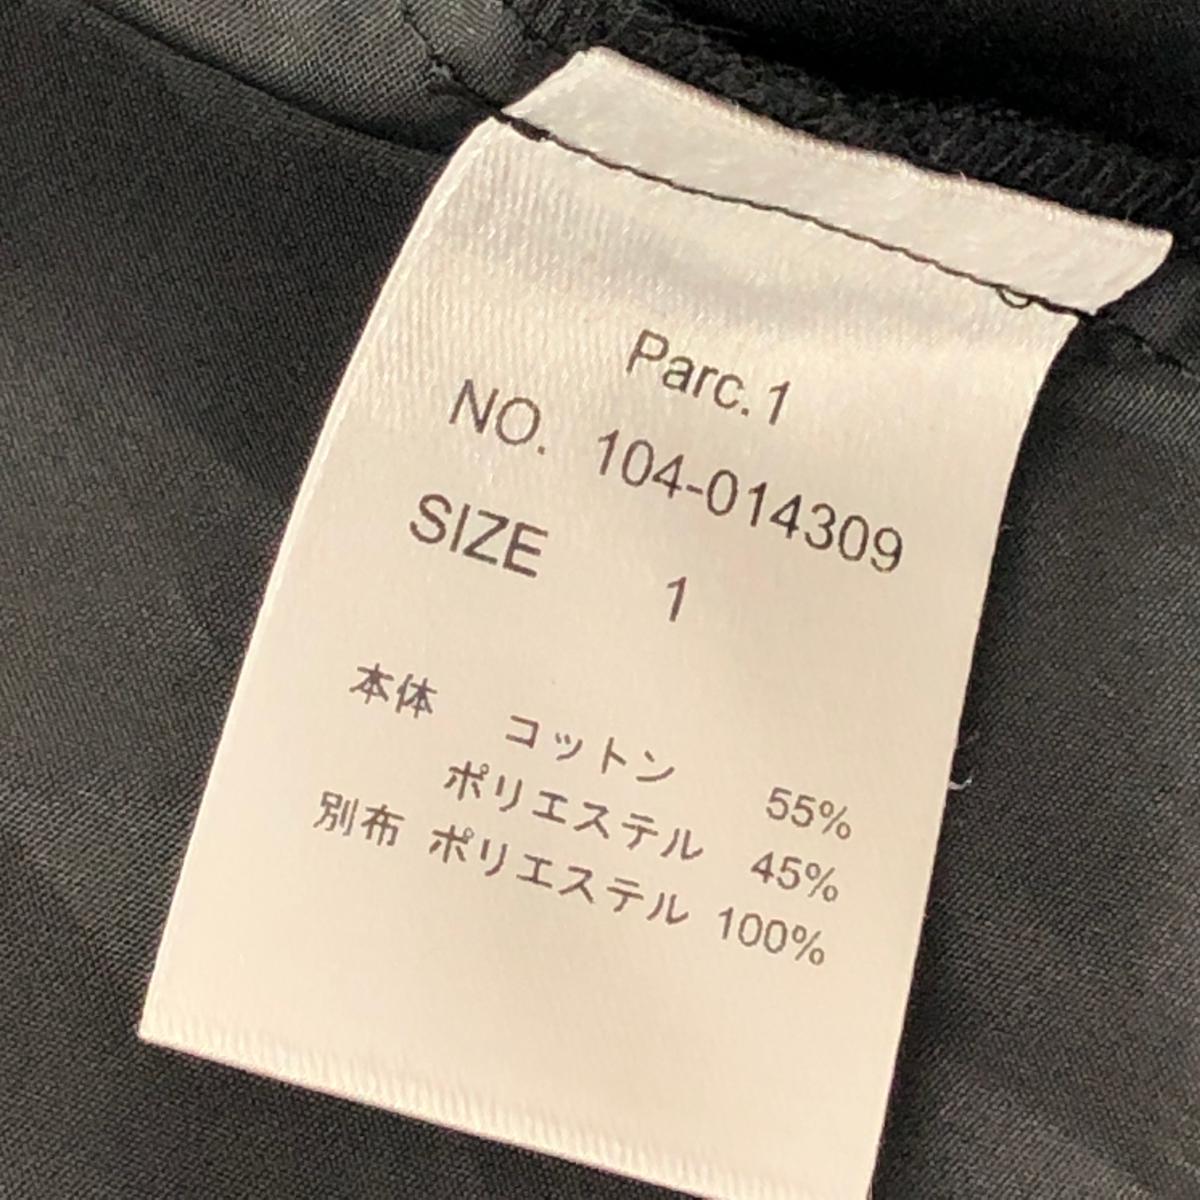 Parc.1
NO. 104-014309
SIZE 1
本体 コットン 55%
ポリエステル 45%
別布 ポリエステル 100%